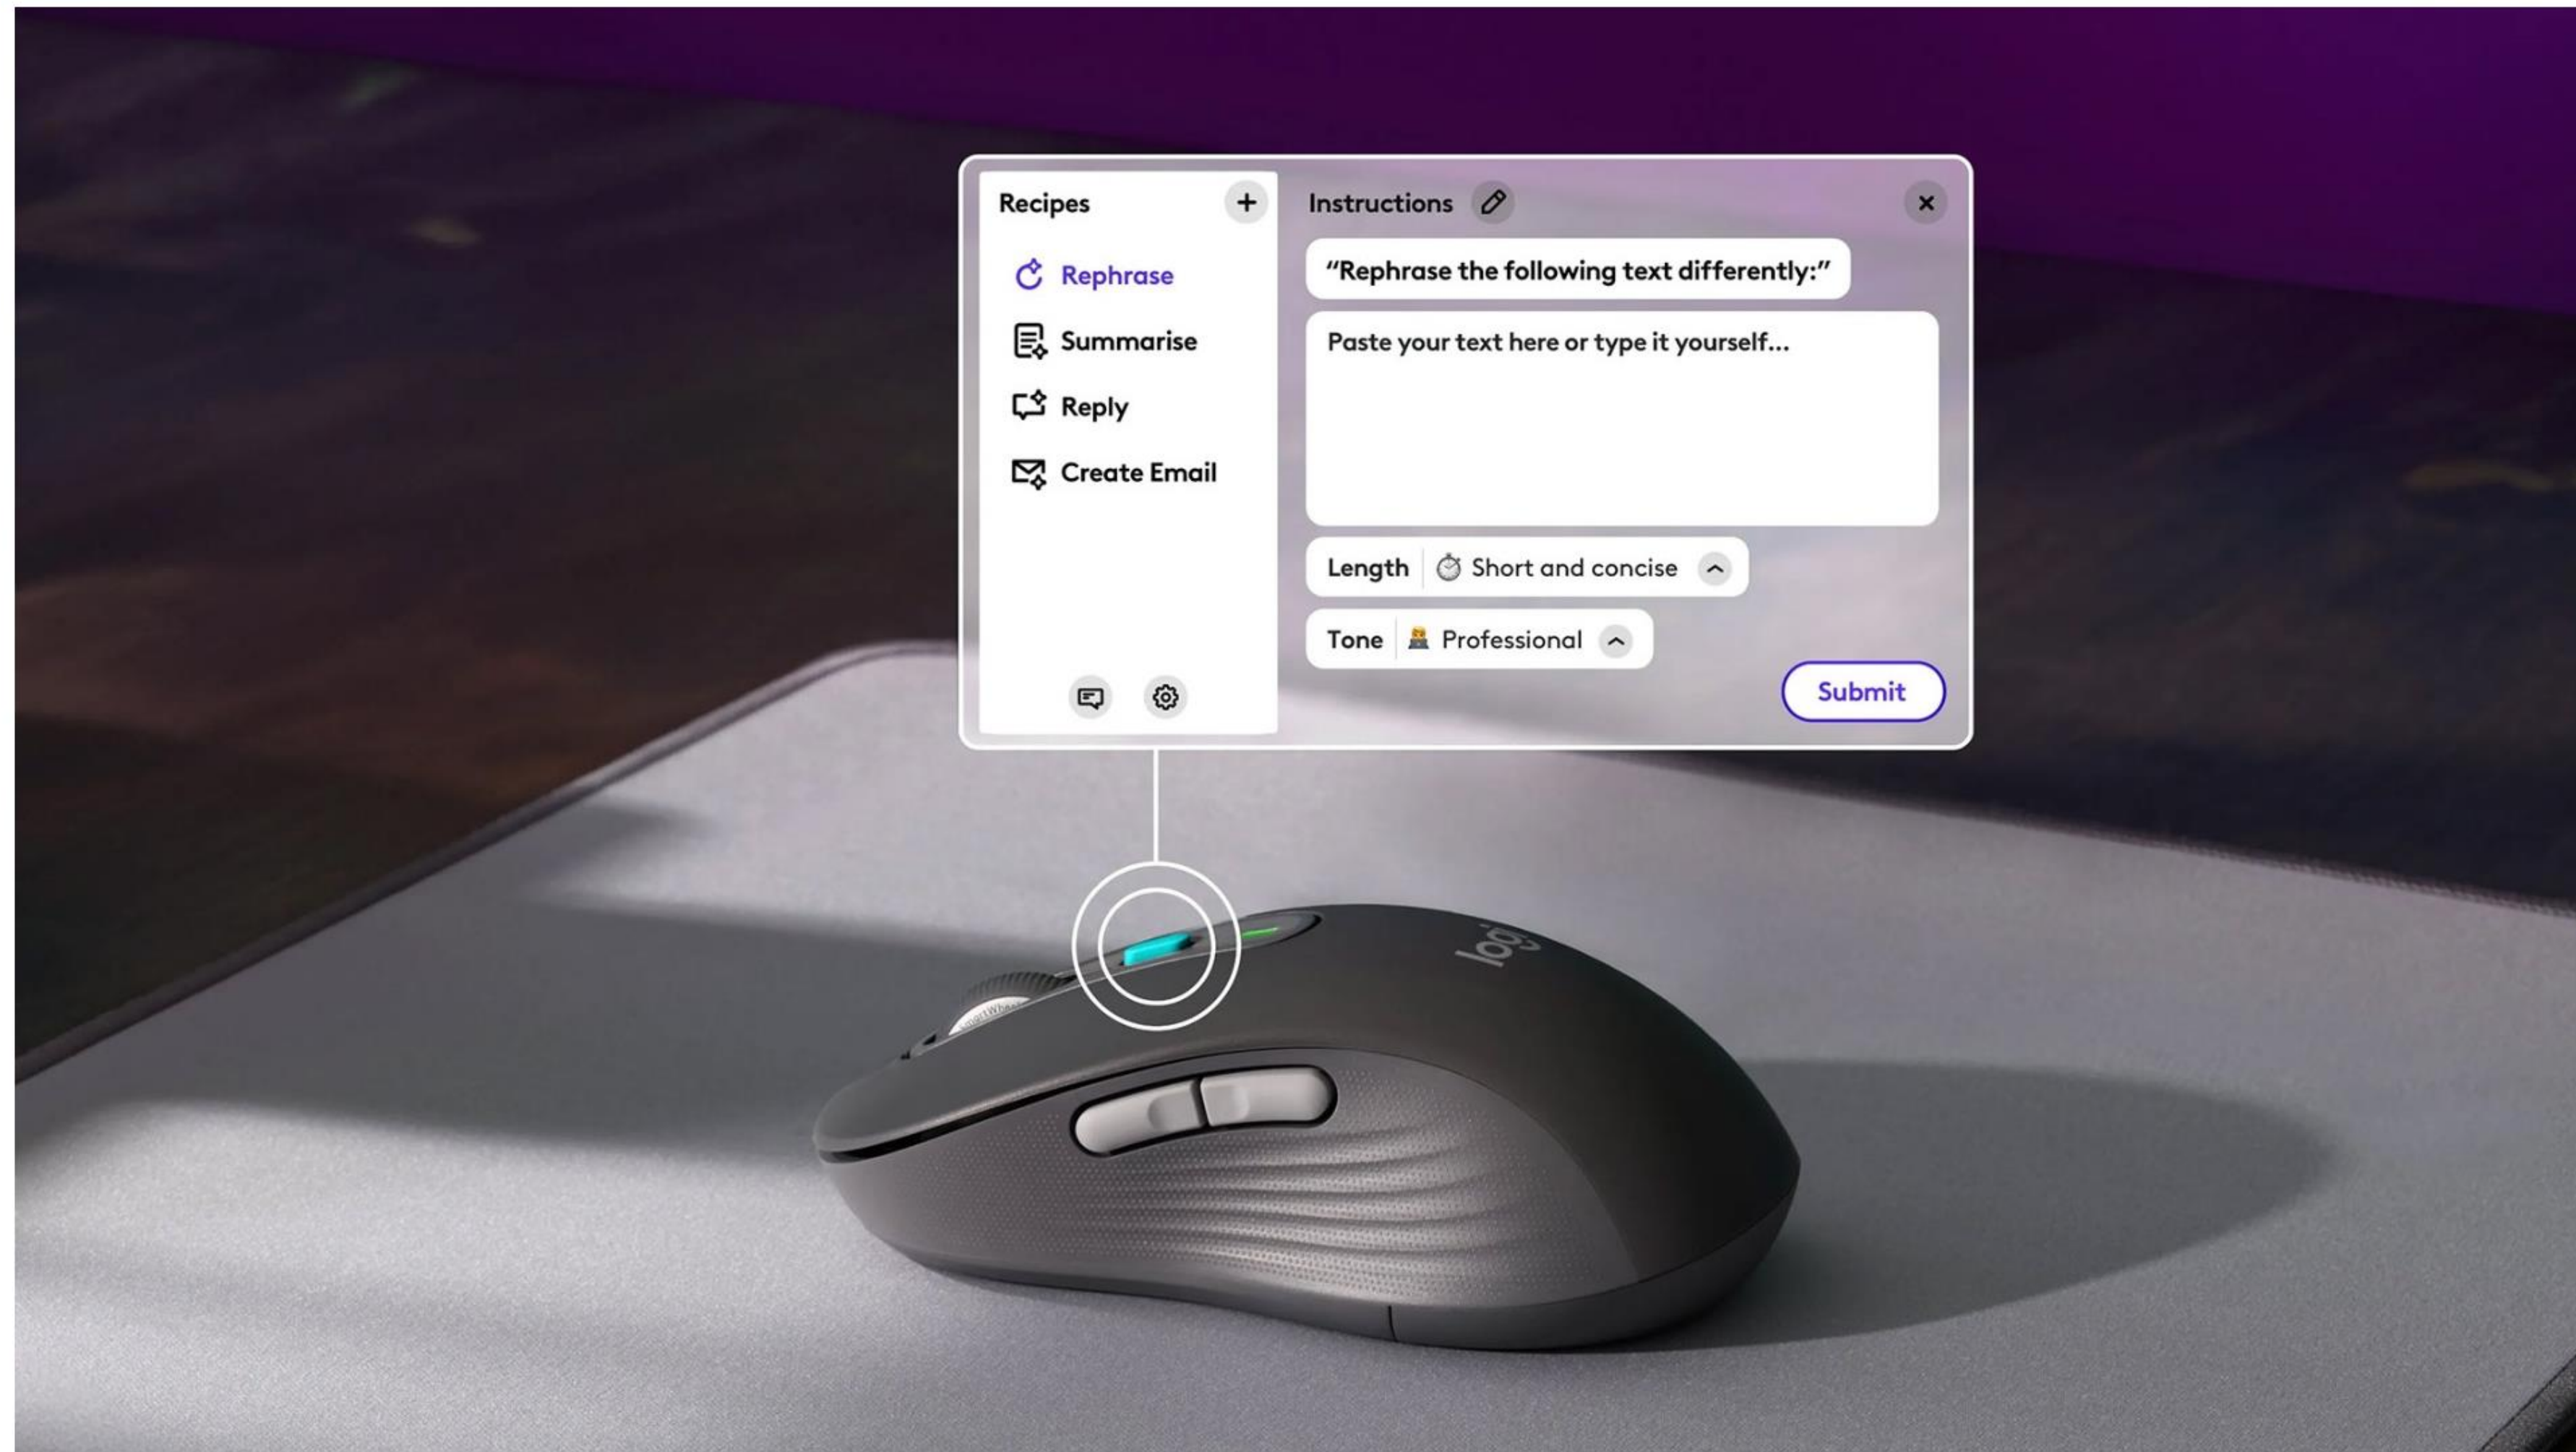 Recipes
Rephrase
Summarise
Reply
Create Email
Instructions
“Rephrase the following text differently:”
Paste your text here or type it yourself...
Length Short and concise
Tone Professional
Submit
logi
SmartWheel